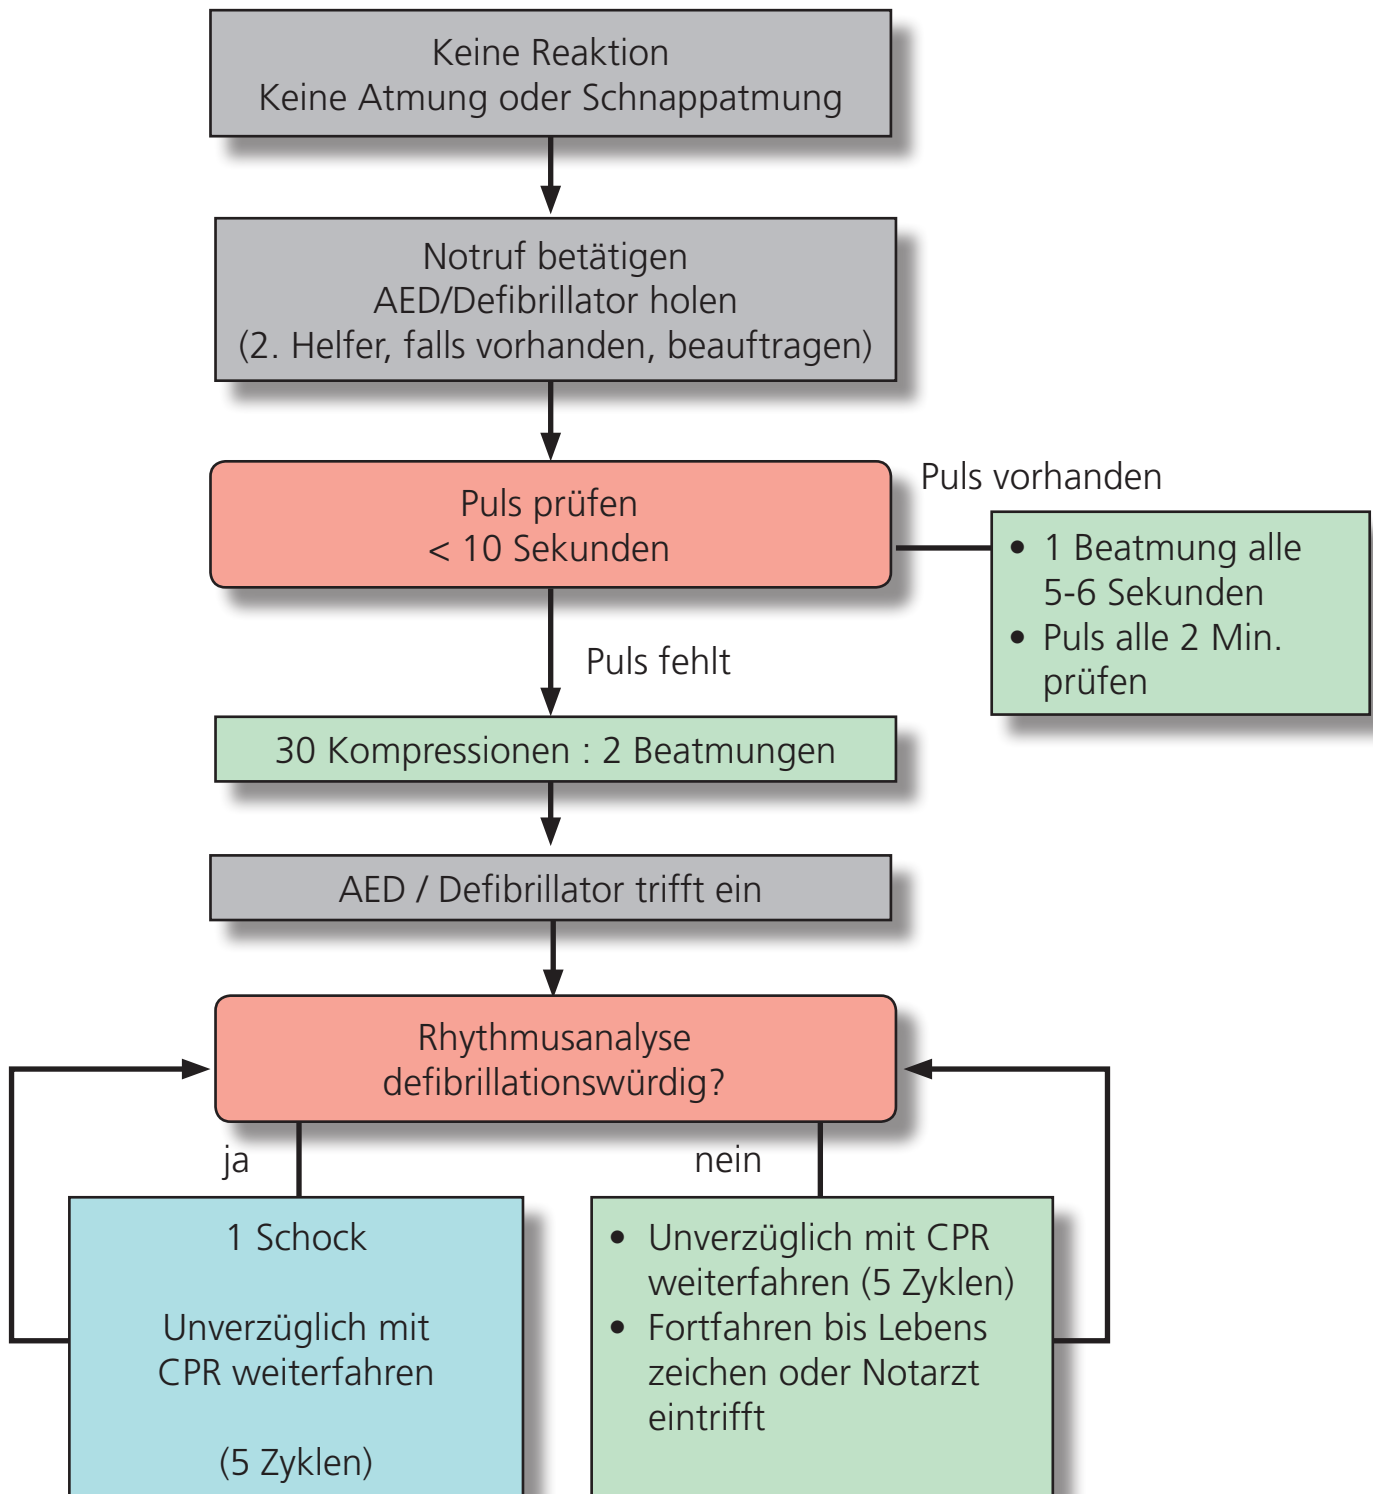 Keine Reaktion
Keine Atmung oder Schnappatmung
Notruf betätigen
AED/Defibrillator holen
(2. Helfer, falls vorhanden, beauftragen)
Puls prüfen
< 10 Sekunden
Puls vorhanden
• 1 Beatmung alle
5-6 Sekunden
• Puls alle 2 Min.
prüfen
Puls fehlt
30 Kompressionen : 2 Beatmungen
AED / Defibrillator trifft ein
Rhythmusanalyse
defibrillationswürdig?
ja
1 Schock
Unverzüglich mit
CPR weiterfahren
(5 Zyklen)
nein
• Unverzüglich mit CPR
weiterfahren (5 Zyklen)
• Fortfahren bis Lebens
zeichen oder Notarzt
eintrifft